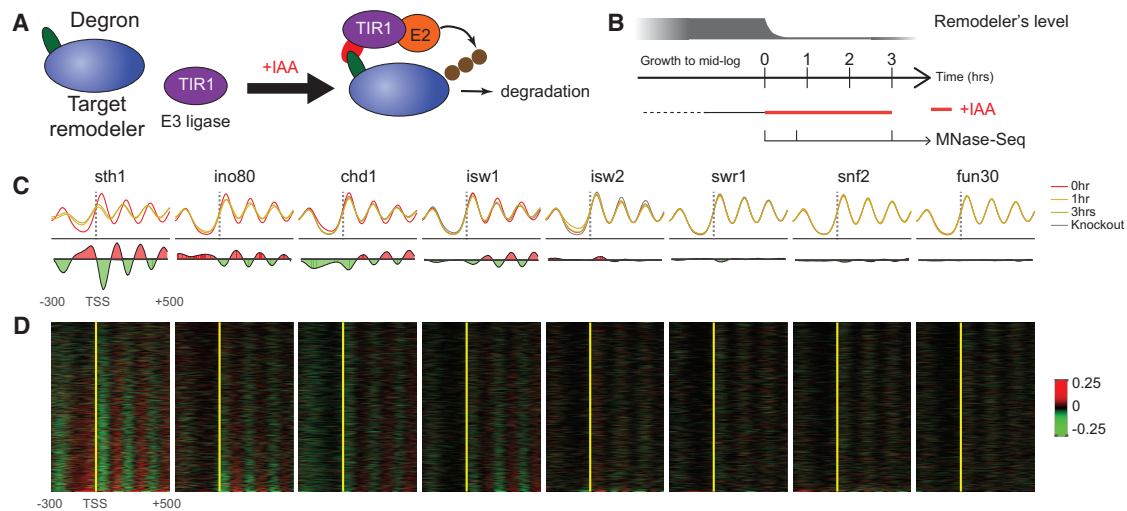 A
Degron
Target
remodeler
TIR1
E3 ligase
+IAA
TIR1
E2
degradation
B
Remodeler's level
Growth to mid-log
0
1
2
3
Time (hrs)
+IAA
MNase-Seq
C
sth1
ino80
chd1
isw1
isw2
swr1
snf2
fun30
0hr
1hr
3hrs
Knockout
-300
TSS
+500
D
0.25
0
-0.25
-300
TSS
+500